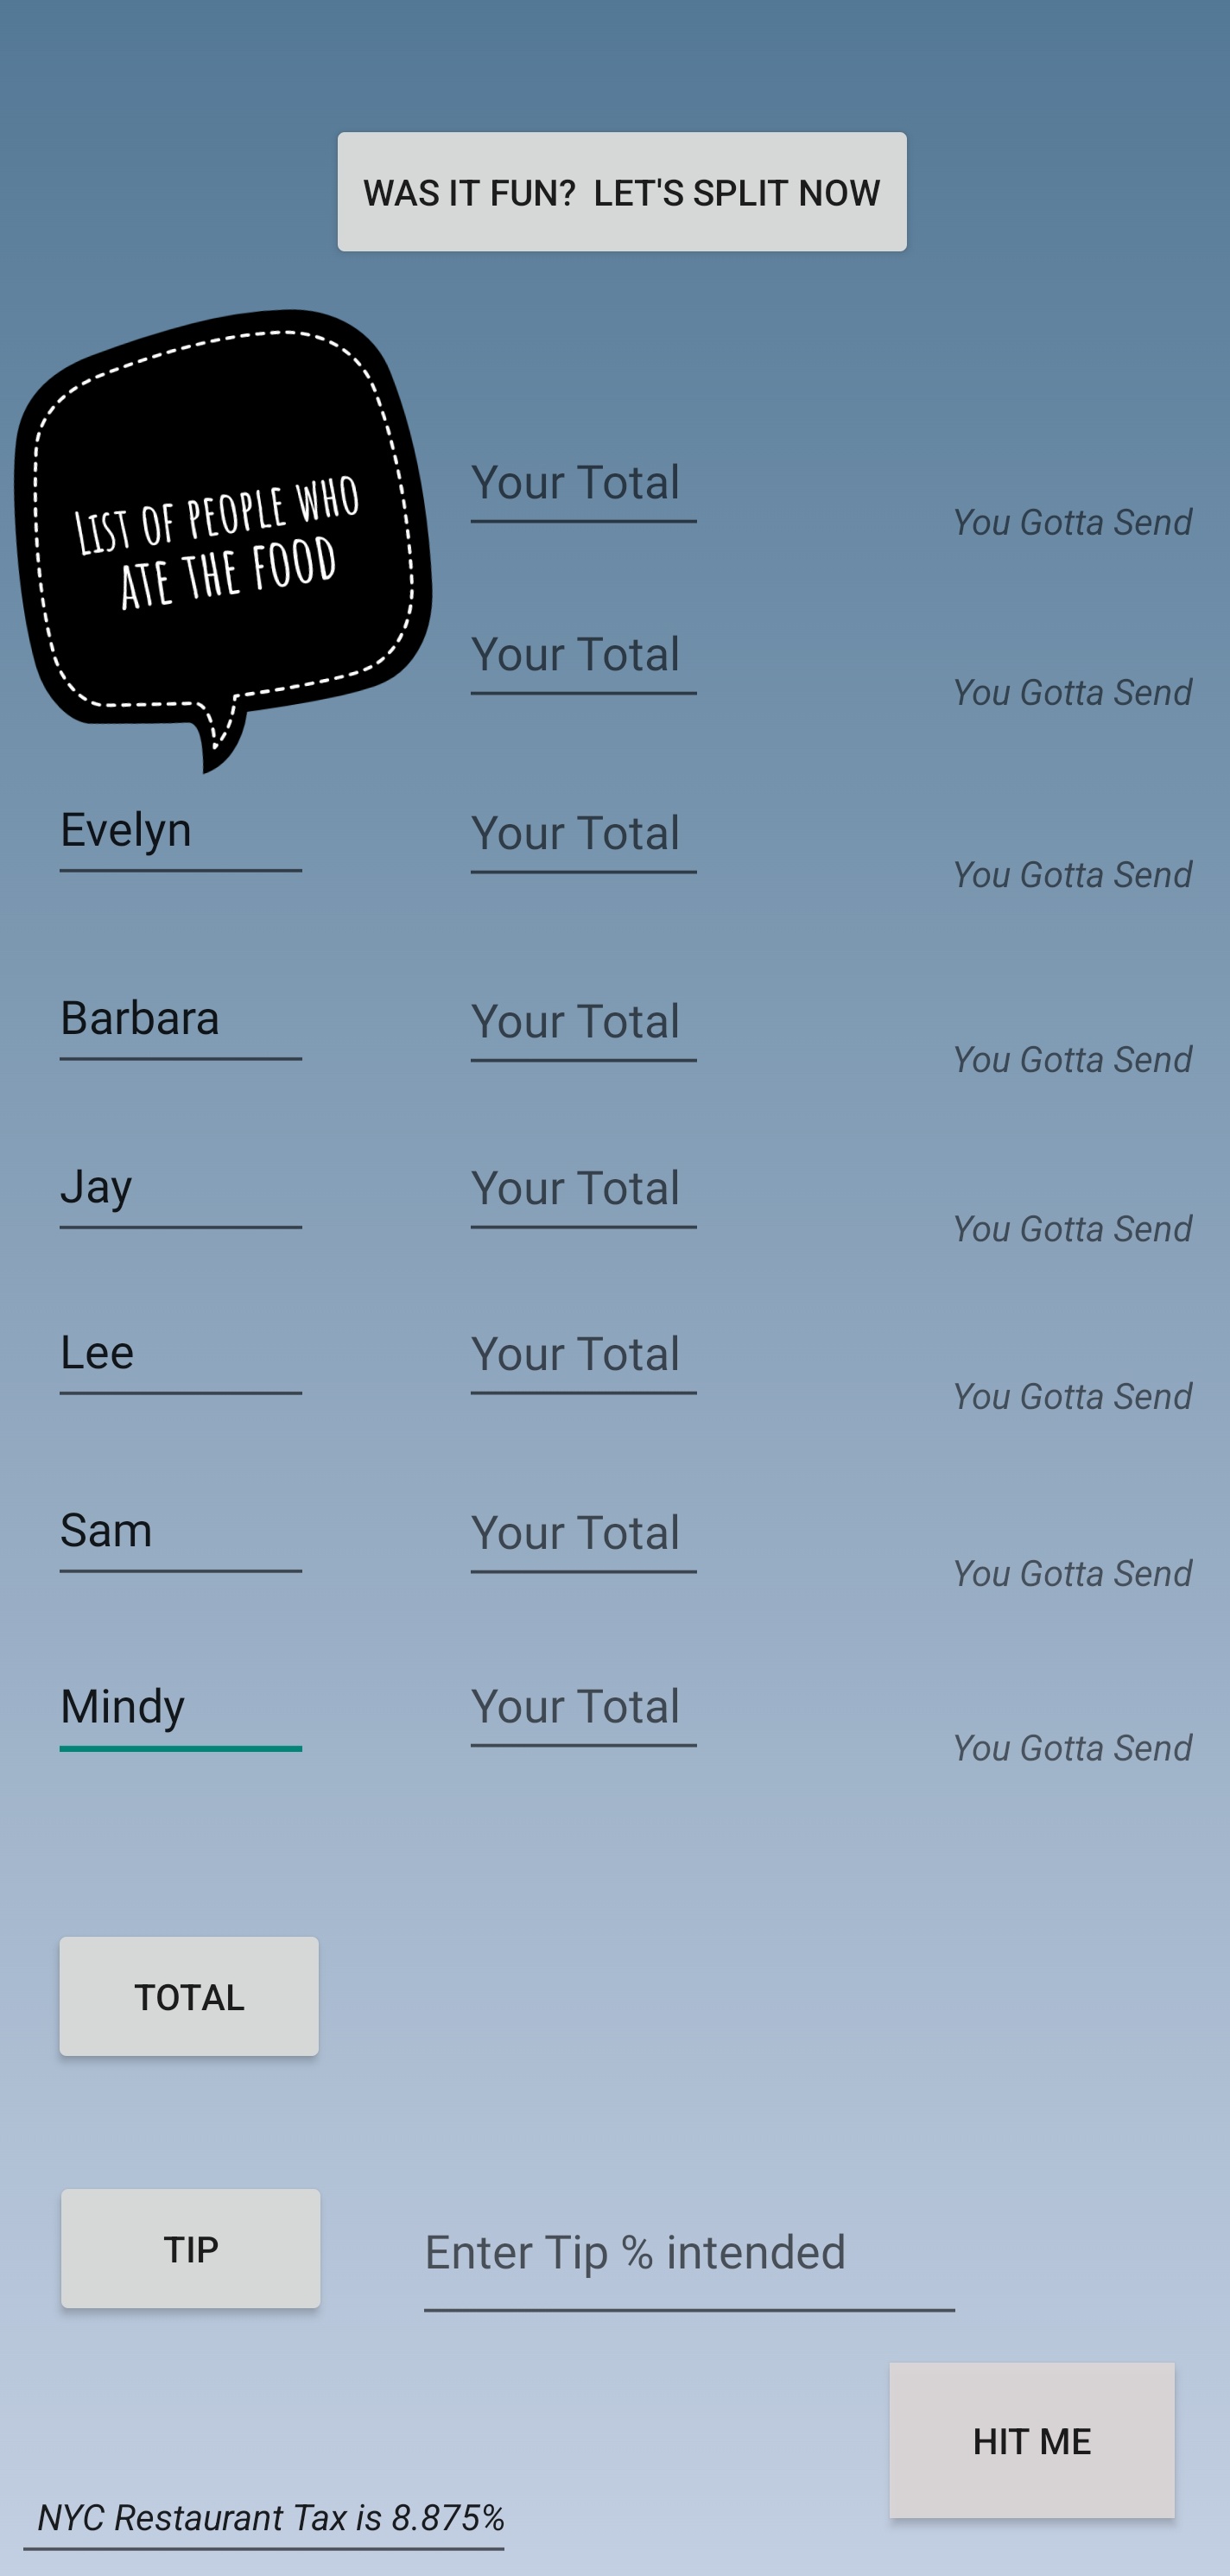 WAS IT FUN?  LET'S SPLIT NOW
LIST OF PEOPLE WHO
ATE THE FOOD
Your Total
You Gotta Send
Your Total
You Gotta Send
Evelyn
Your Total
You Gotta Send
Barbara
Your Total
You Gotta Send
Jay
Your Total
You Gotta Send
Lee
Your Total
You Gotta Send
Sam
Your Total
You Gotta Send
Mindy
Your Total
You Gotta Send
TOTAL
TIP
Enter Tip % intended
HIT ME
NYC Restaurant Tax is 8.875%